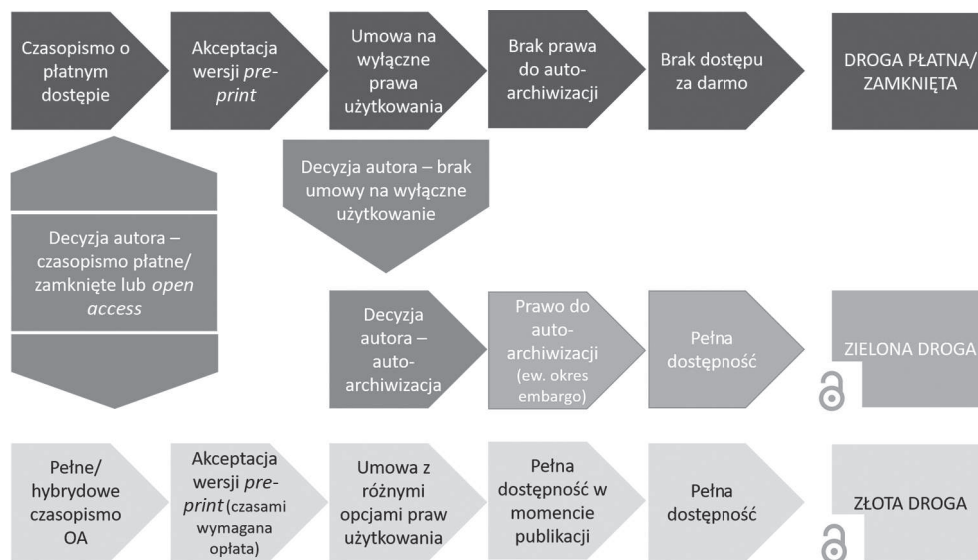 Czasopismo o
płatnym
dostępie
Akceptacja
wersji pre-
print
Umowa na
wyłączne
prawa
użytkowania
Brak prawa
do auto-
archiwizacji
Brak dostępu
za darmo
DROGA PŁATNA/
ZAMKNIĘTA
Decyzja autora – brak
umowy na wyłączne
użytkowanie
Decyzja autora –
czasopismo płatne/
zamknięte lub open
access
Decyzja
autora –
auto-
archiwizacja
Prawo do
auto-
archiwizacji
(ew. okres
embargo)
Pełna
dostępność
ZIELONA DROGA
Pełne/
hybrydowe
czasopismo
OA
Akceptacja
wersji pre-
print (czasami
wymagana
opłata)
Umowa z
różnymi
opcjami praw
użytkowania
Pełna
dostępność w
momencie
publikacji
Pełna
dostępność
ZŁOTA DROGA